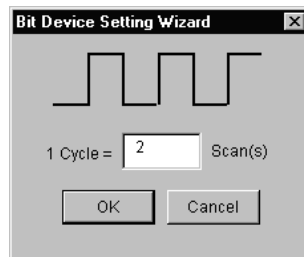 Bit Device Setting Wizard
1 Cycle = 2 Scan(s)
OK Cancel